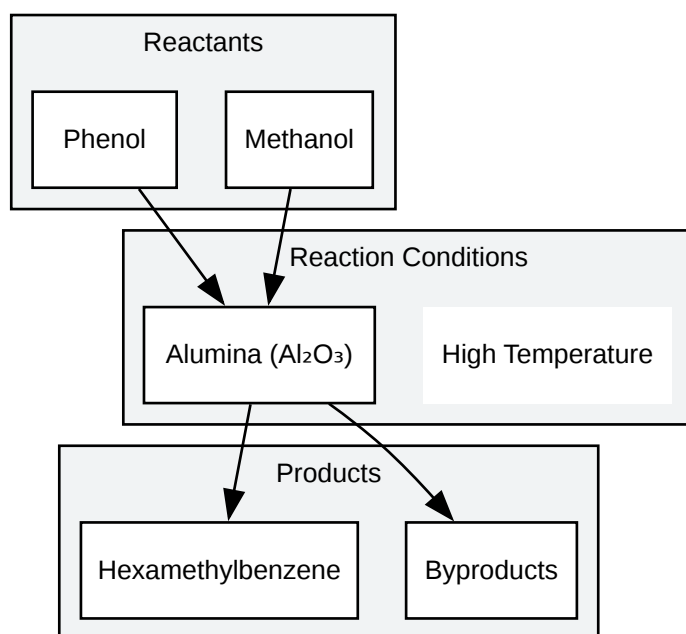 Reactants
Phenol
Methanol
Reaction Conditions
Alumina (Al₂O₃)
High Temperature
Products
Hexamethylbenzene
Byproducts